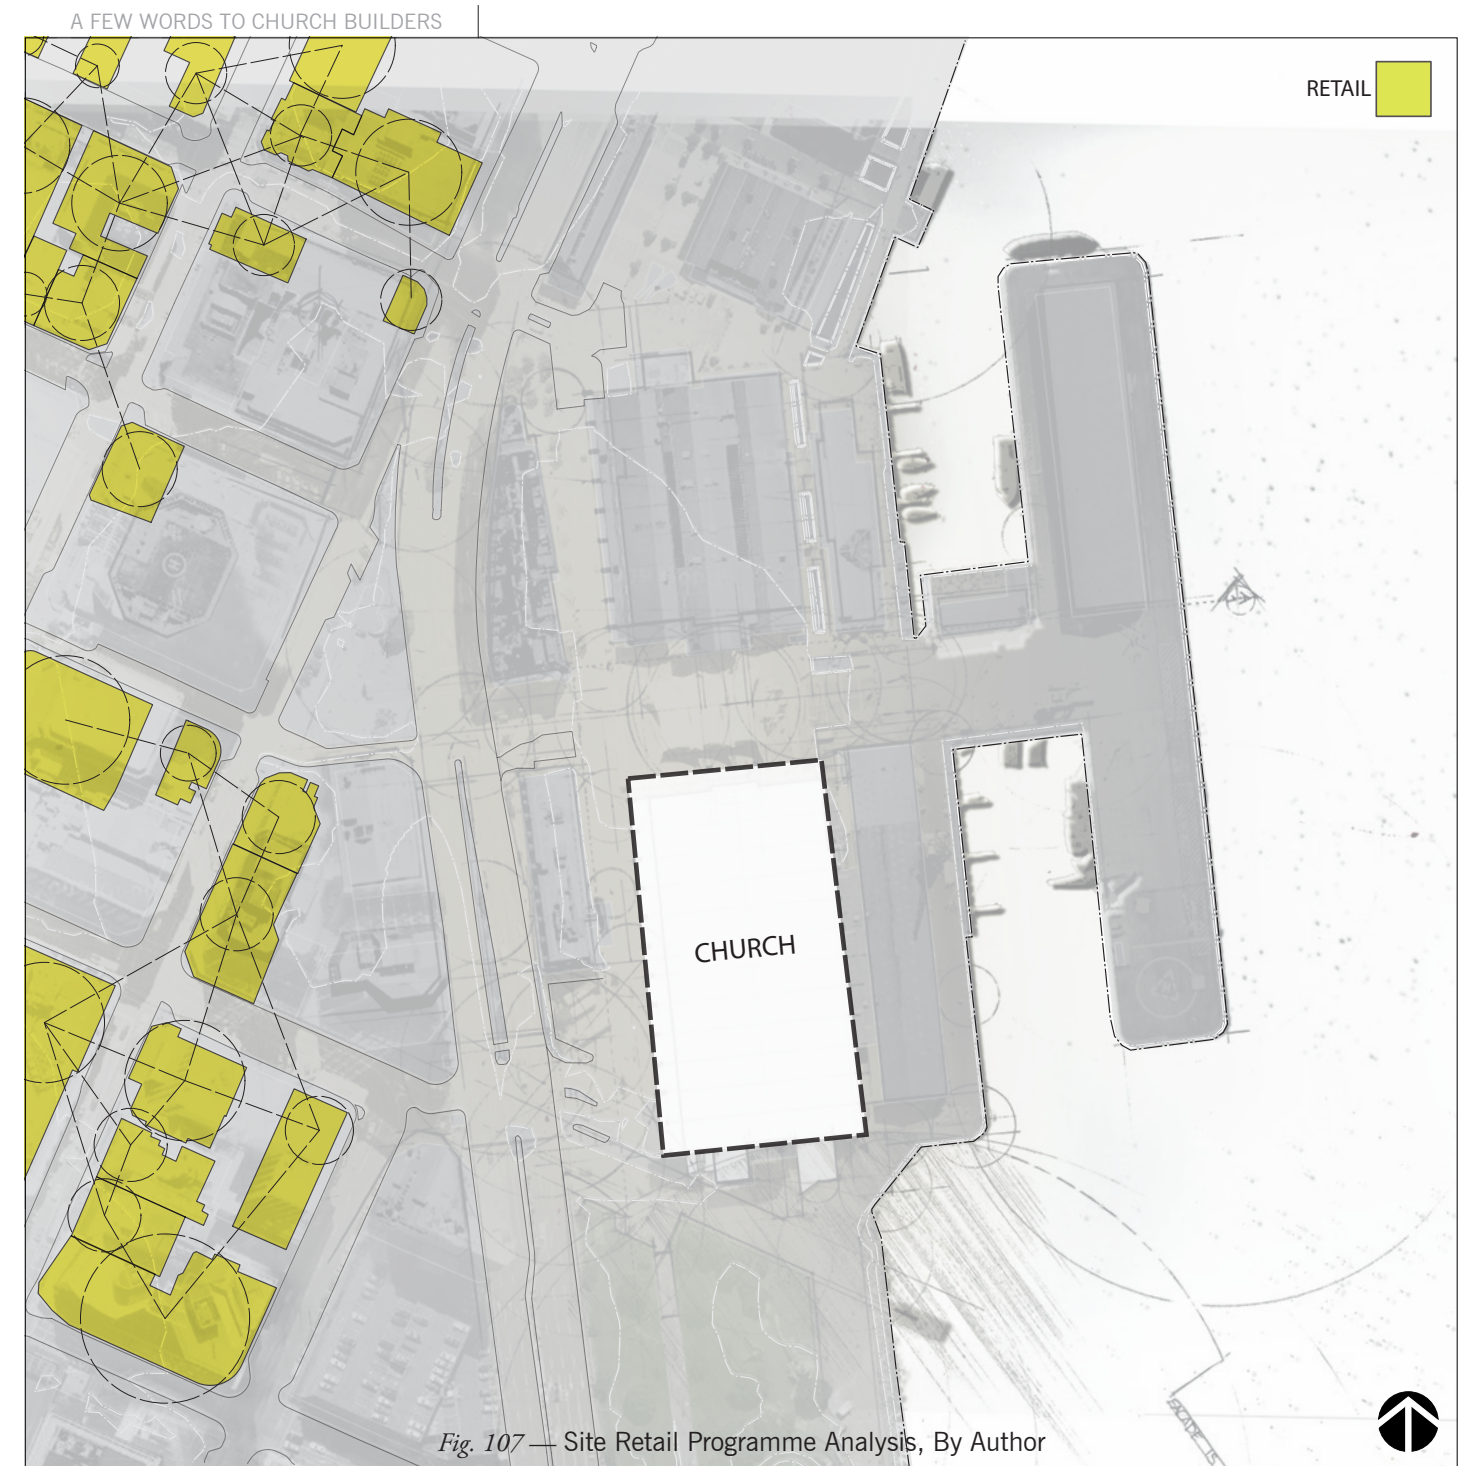 A FEW WORDS TO CHURCH BUILDERS
RETAIL
CHURCH
Fig. 107 — Site Retail Programme Analysis, By Author